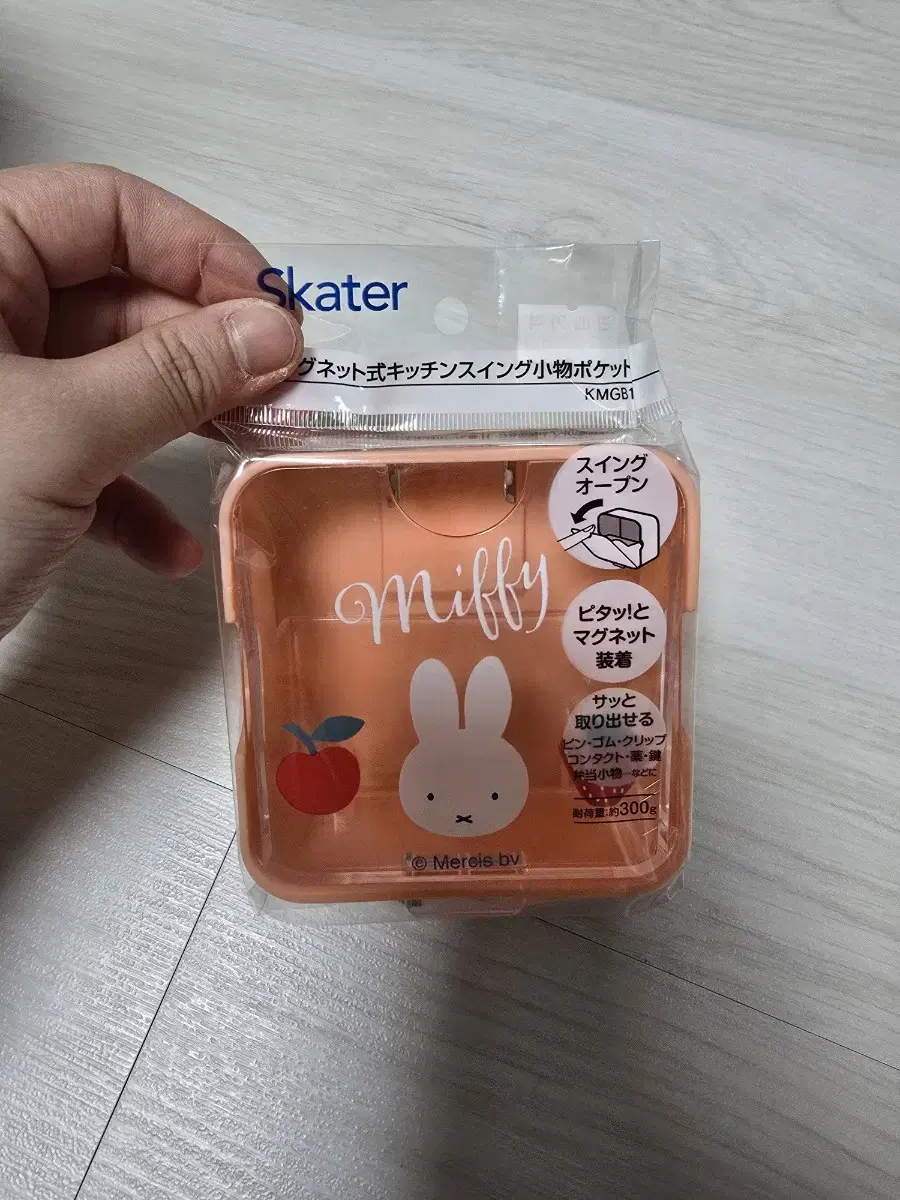 Skater
グネット式キッチンスイング小物ポケット
KMGB1
スイング
オープン
miffy
ピタッ!と
マグネット
装着
サッと
取り出せる
ピン・ゴム・クリップ
コンタクト・薬・鍵
弁当小物…などに
耐荷重:約300g
© Mercis bv